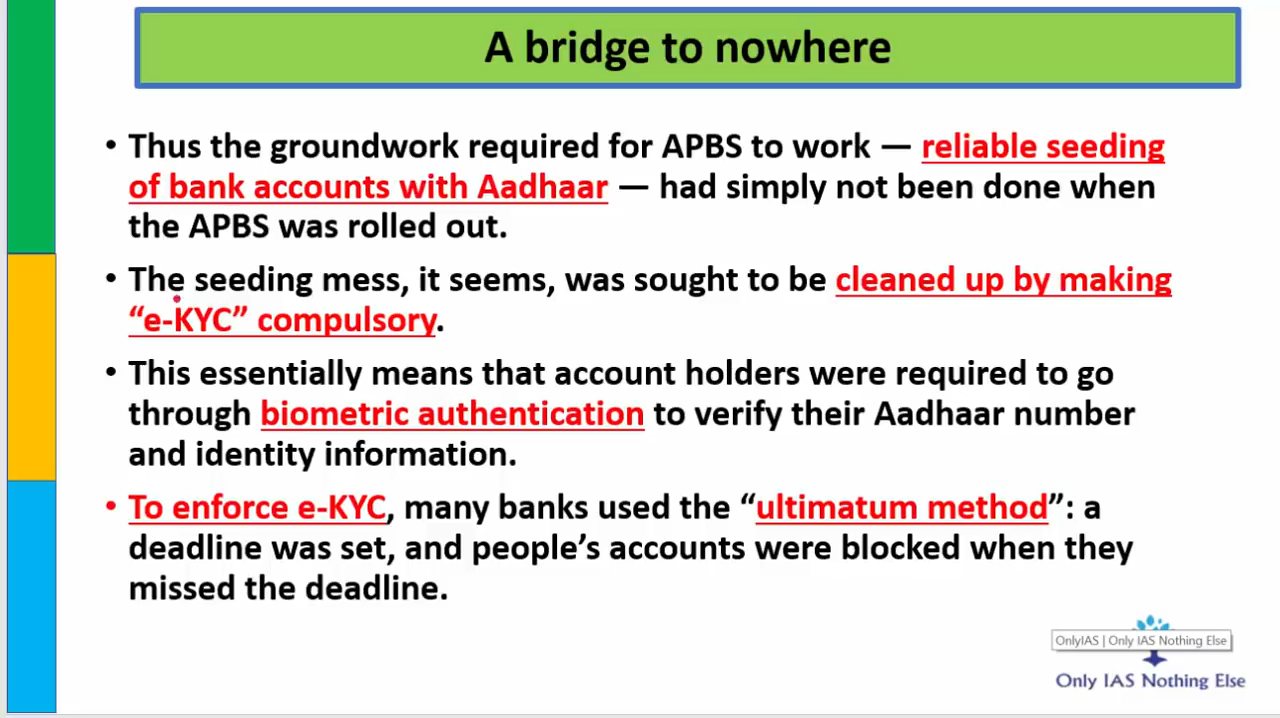 A bridge to nowhere
• Thus the groundwork required for APBS to work — reliable seeding
of bank accounts with Aadhaar — had simply not been done when
the APBS was rolled out.
• The seeding mess, it seems, was sought to be cleaned up by making
“e-KYC” compulsory.
• This essentially means that account holders were required to go
through biometric authentication to verify their Aadhaar number
and identity information.
• To enforce e-KYC, many banks used the “ultimatum method”: a
deadline was set, and people’s accounts were blocked when they
missed the deadline.
OnlyIAS | Only IAS Nothing Else
Only IAS Nothing Else